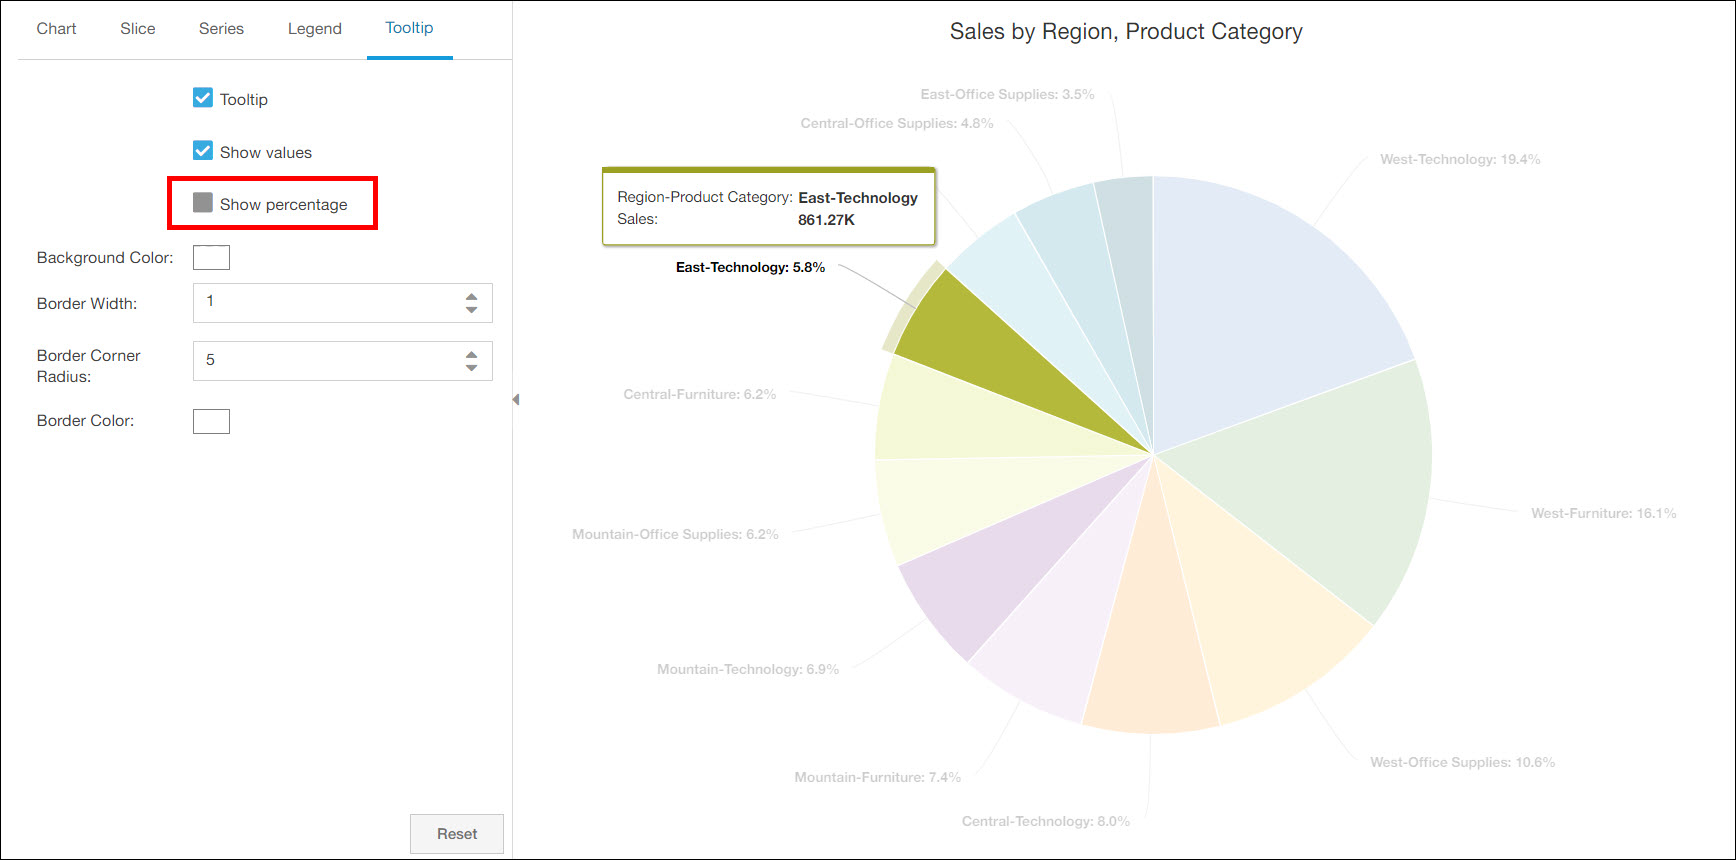 Chart Slice Series Legend Tooltip
Tooltip
Show values
Show percentage
Background Color:
Border Width: 1
Border Corner
Radius: 5
Border Color:
Reset
Sales by Region, Product Category
East-Office Supplies: 3.5%
Central-Office Supplies: 4.8%
West-Technology: 19.4%
Region-Product Category: East-Technology
Sales: 861.27K
East-Technology: 5.8%
Central-Furniture: 6.2%
West-Furniture: 16.1%
Mountain-Office Supplies: 6.2%
Mountain-Technology: 6.9%
West-Office Supplies: 10.6%
Mountain-Furniture: 7.4%
Central-Technology: 8.0%